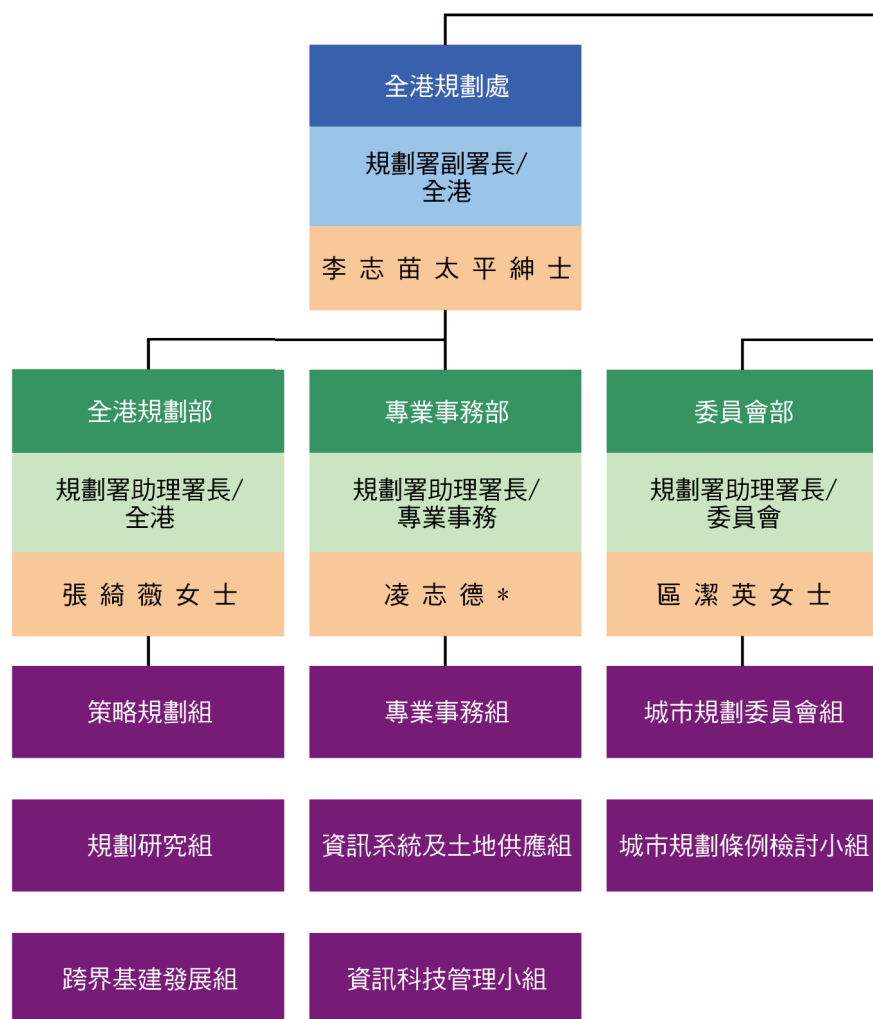 全港規劃處
規劃署副署長/
全港
李志苗太平紳士
全港規劃部
規劃署助理署長/
全港
張綺薇女士
專業事務部
規劃署助理署長/
專業事務
凌志德*
委員會部
規劃署助理署長/
委員會
區潔英女士
策略規劃組
專業事務組
城市規劃委員會組
規劃研究組
資訊系統及土地供應組
城市規劃條例檢討小組
跨界基建發展組
資訊科技管理小組